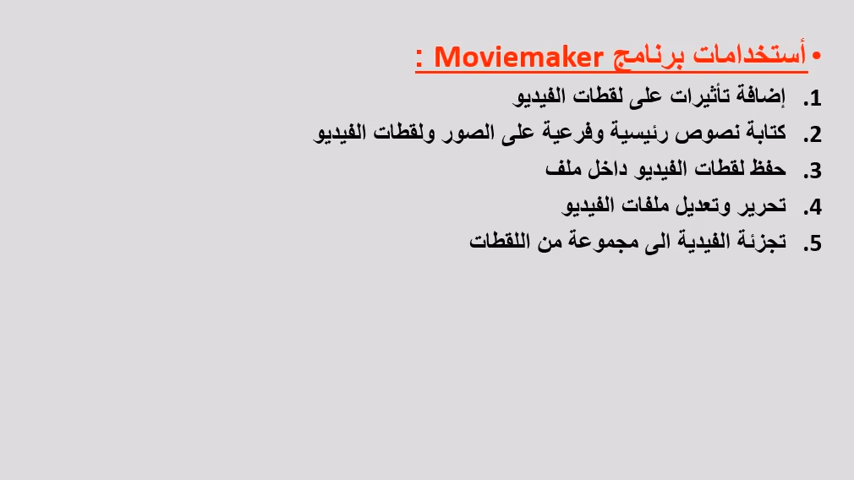 • أستخدامات برنامج Moviemaker :
1. إضافة تأثيرات على لقطات الفيديو
2. كتابة نصوص رئيسية وفرعية على الصور ولقطات الفيديو
3. حفظ لقطات الفيديو داخل ملف
4. تحرير وتعديل ملفات الفيديو
5. تجزئة الفيدية الى مجموعة من اللقطات